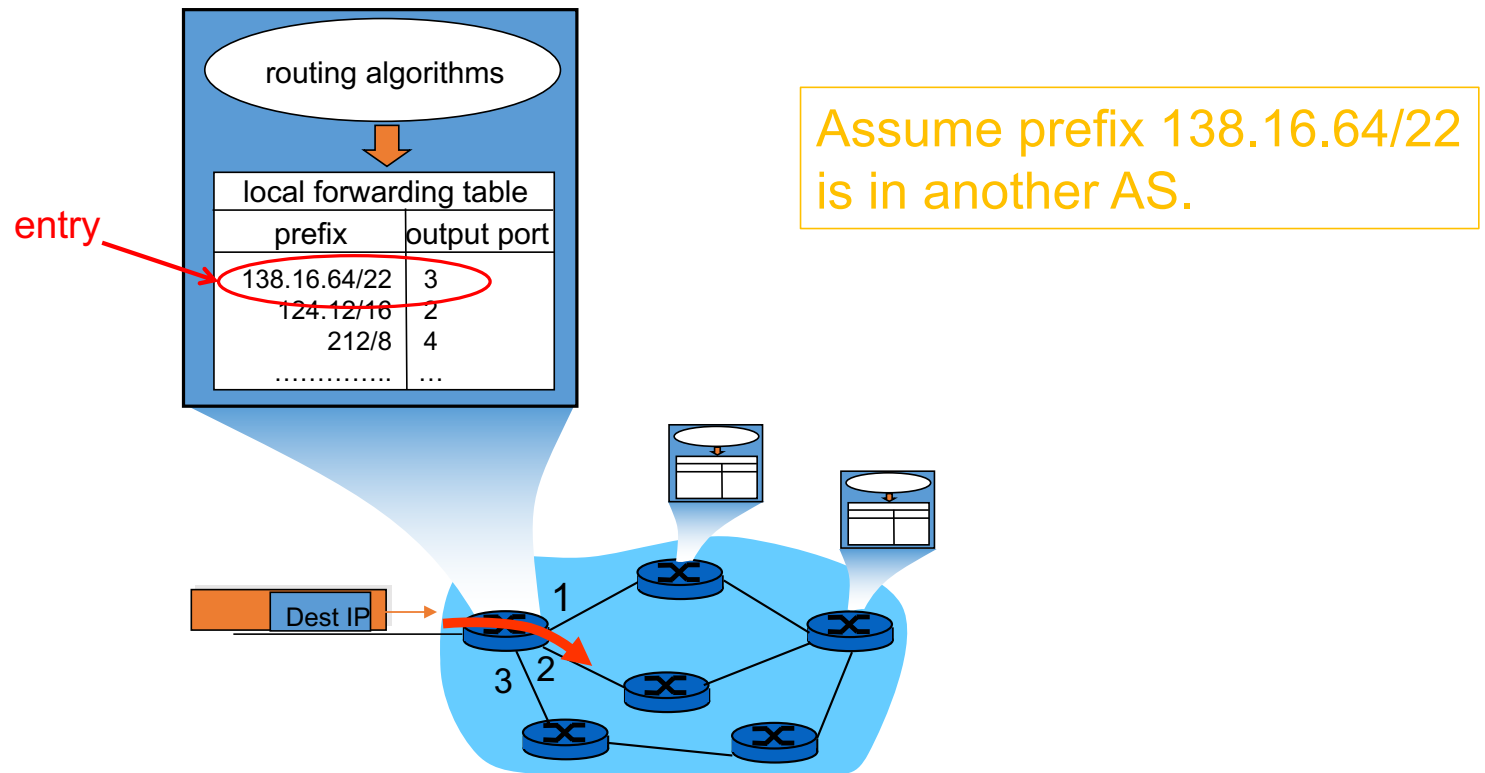 routing algorithms
Assume prefix 138.16.64/22
is in another AS.
local forwarding table
entry
prefix output port
138.16.64/22 3
124.12/16 2
212/8 4
………….. …
Dest IP
1
2
3